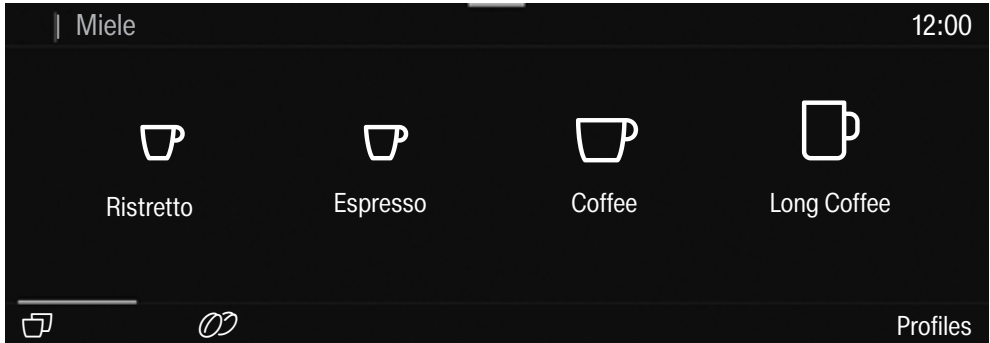 Miele
12:00
Ristretto
Espresso
Coffee
Long Coffee
Profiles